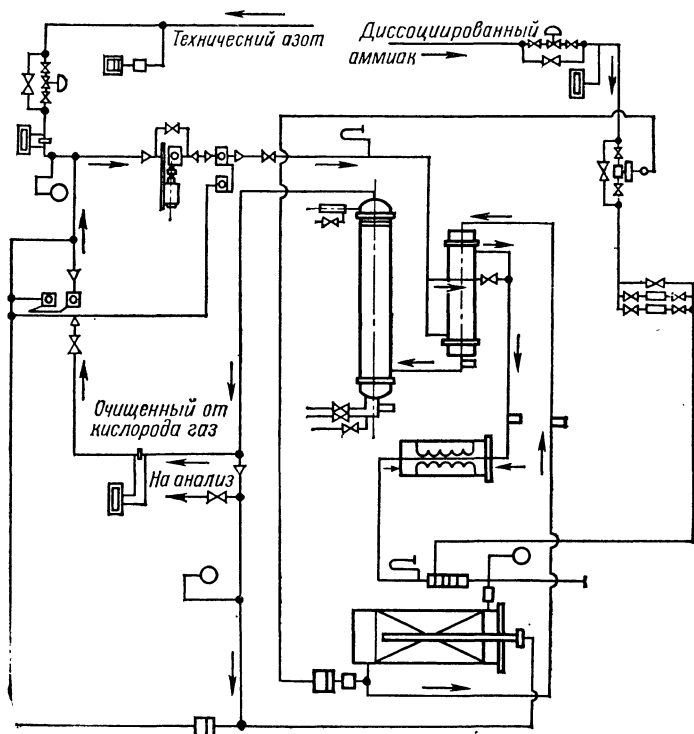 Технический азот
Диссоциированный
аммиак
Очищенный от
кислорода газ
На анализ